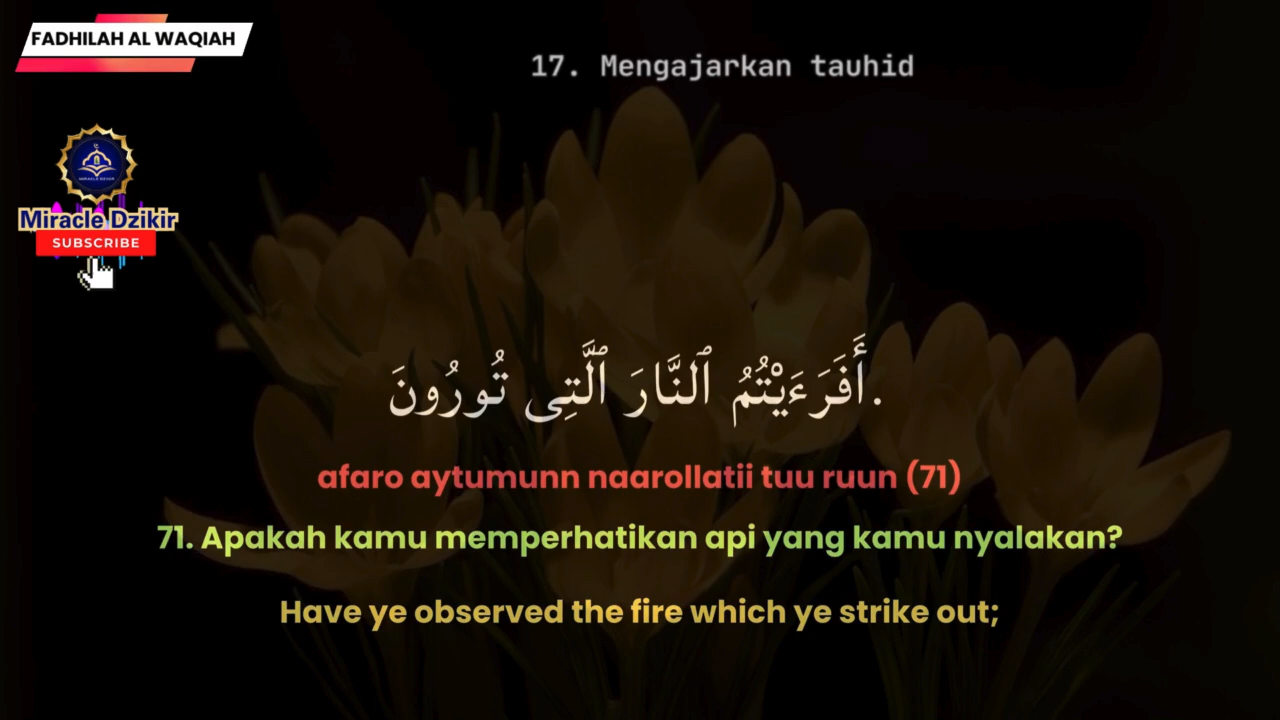 FADHILAH AL WAQIAH
17. Mengajarkan tauhid
Miracle Dzikir
SUBSCRIBE
أَفَرَءَيْتُمُ ٱلنَّارَ ٱلَّتِى تُورُونَ.
afaro aytumunn naarollatii tuu ruun (71)
71. Apakah kamu memperhatikan api yang kamu nyalakan?
Have ye observed the fire which ye strike out;